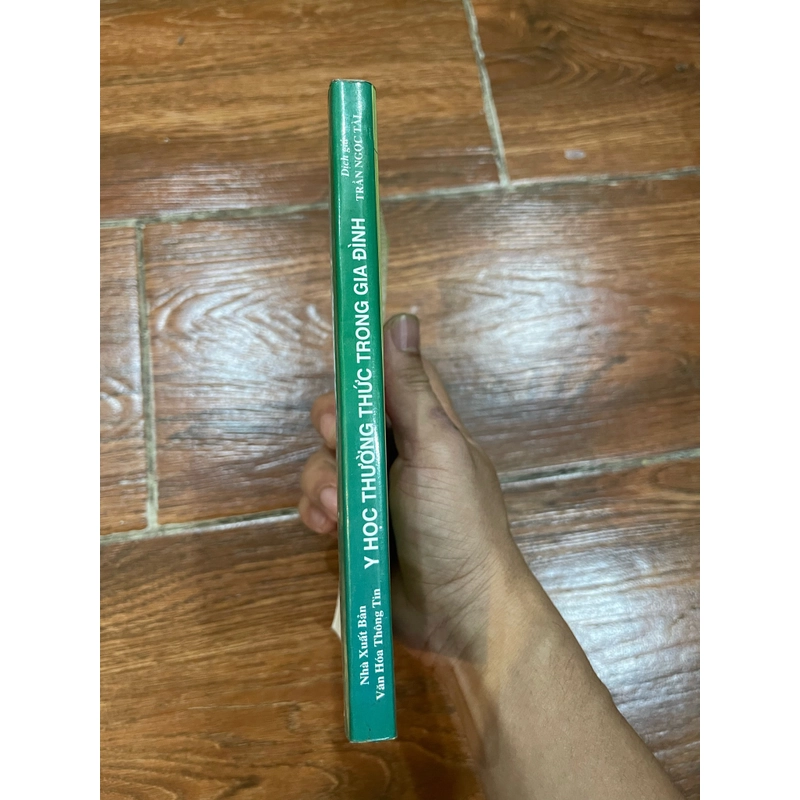 Dịch giả
TRẦN NGỌC TÀI
Y HỌC THƯỜNG THỨC TRONG GIA ĐÌNH
Nhà Xuất Bản
Văn Hóa Thông Tin